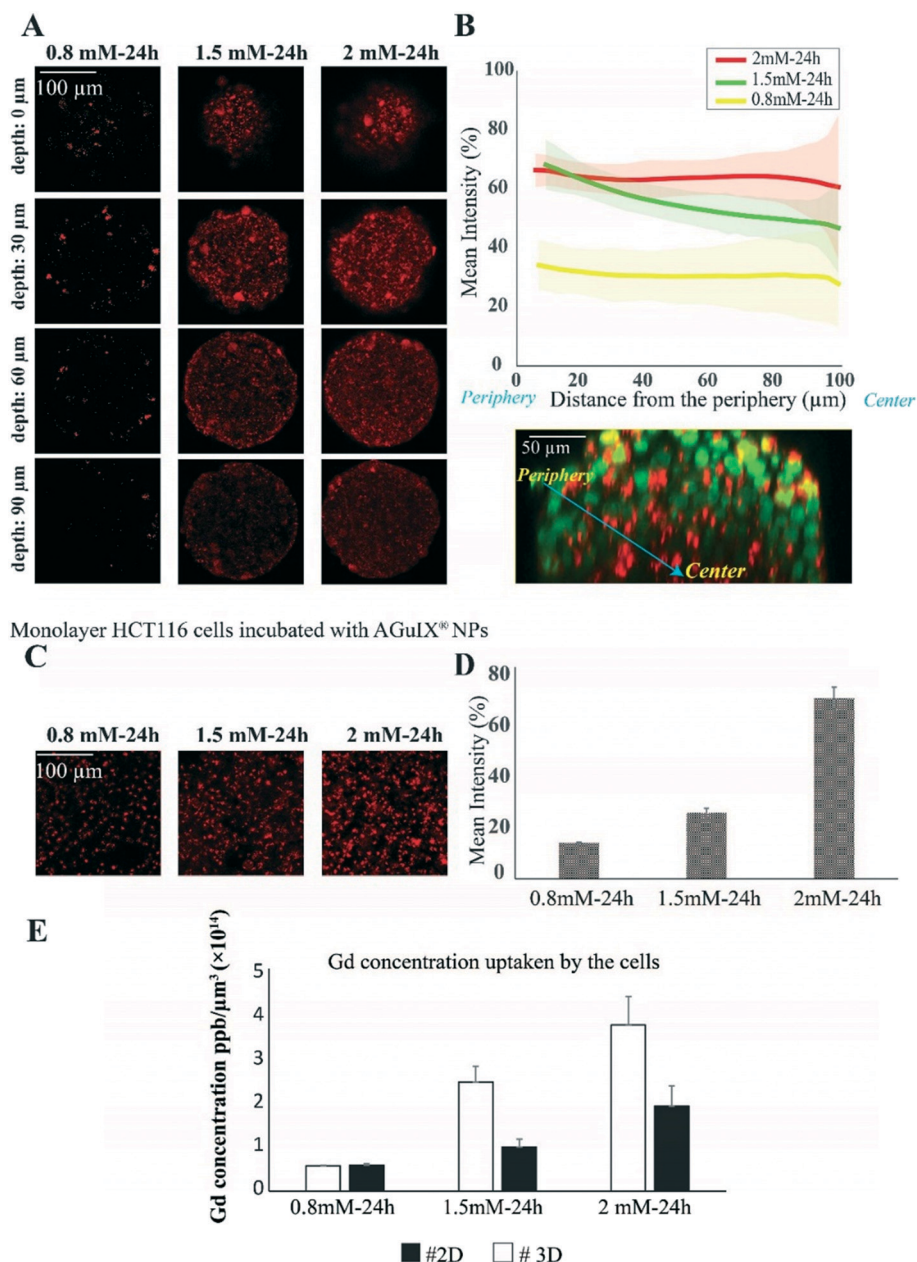 A
0.8 mM-24h
1.5 mM-24h
2 mM-24h
100 µm
depth: 0 µm
depth: 30 µm
depth: 60 µm
depth: 90 µm
B
2mM-24h
1.5mM-24h
0.8mM-24h
Mean Intensity (%)
100
80
60
40
20
0
0 20 40 60 80 100
Periphery Distance from the periphery (µm) Center
50 µm
Periphery
Center
Monolayer HCT116 cells incubated with AGuIX® NPs
C
0.8 mM-24h
1.5 mM-24h
2 mM-24h
100 µm
D
Mean Intensity (%)
80
60
40
20
0
0.8mM-24h 1.5mM-24h 2mM-24h
E
Gd concentration uptaken by the cells
Gd concentration ppb/µm³ (×10¹⁴)
5
4
3
2
1
0
0.8mM-24h 1.5mM-24h 2 mM-24h
#2D # 3D